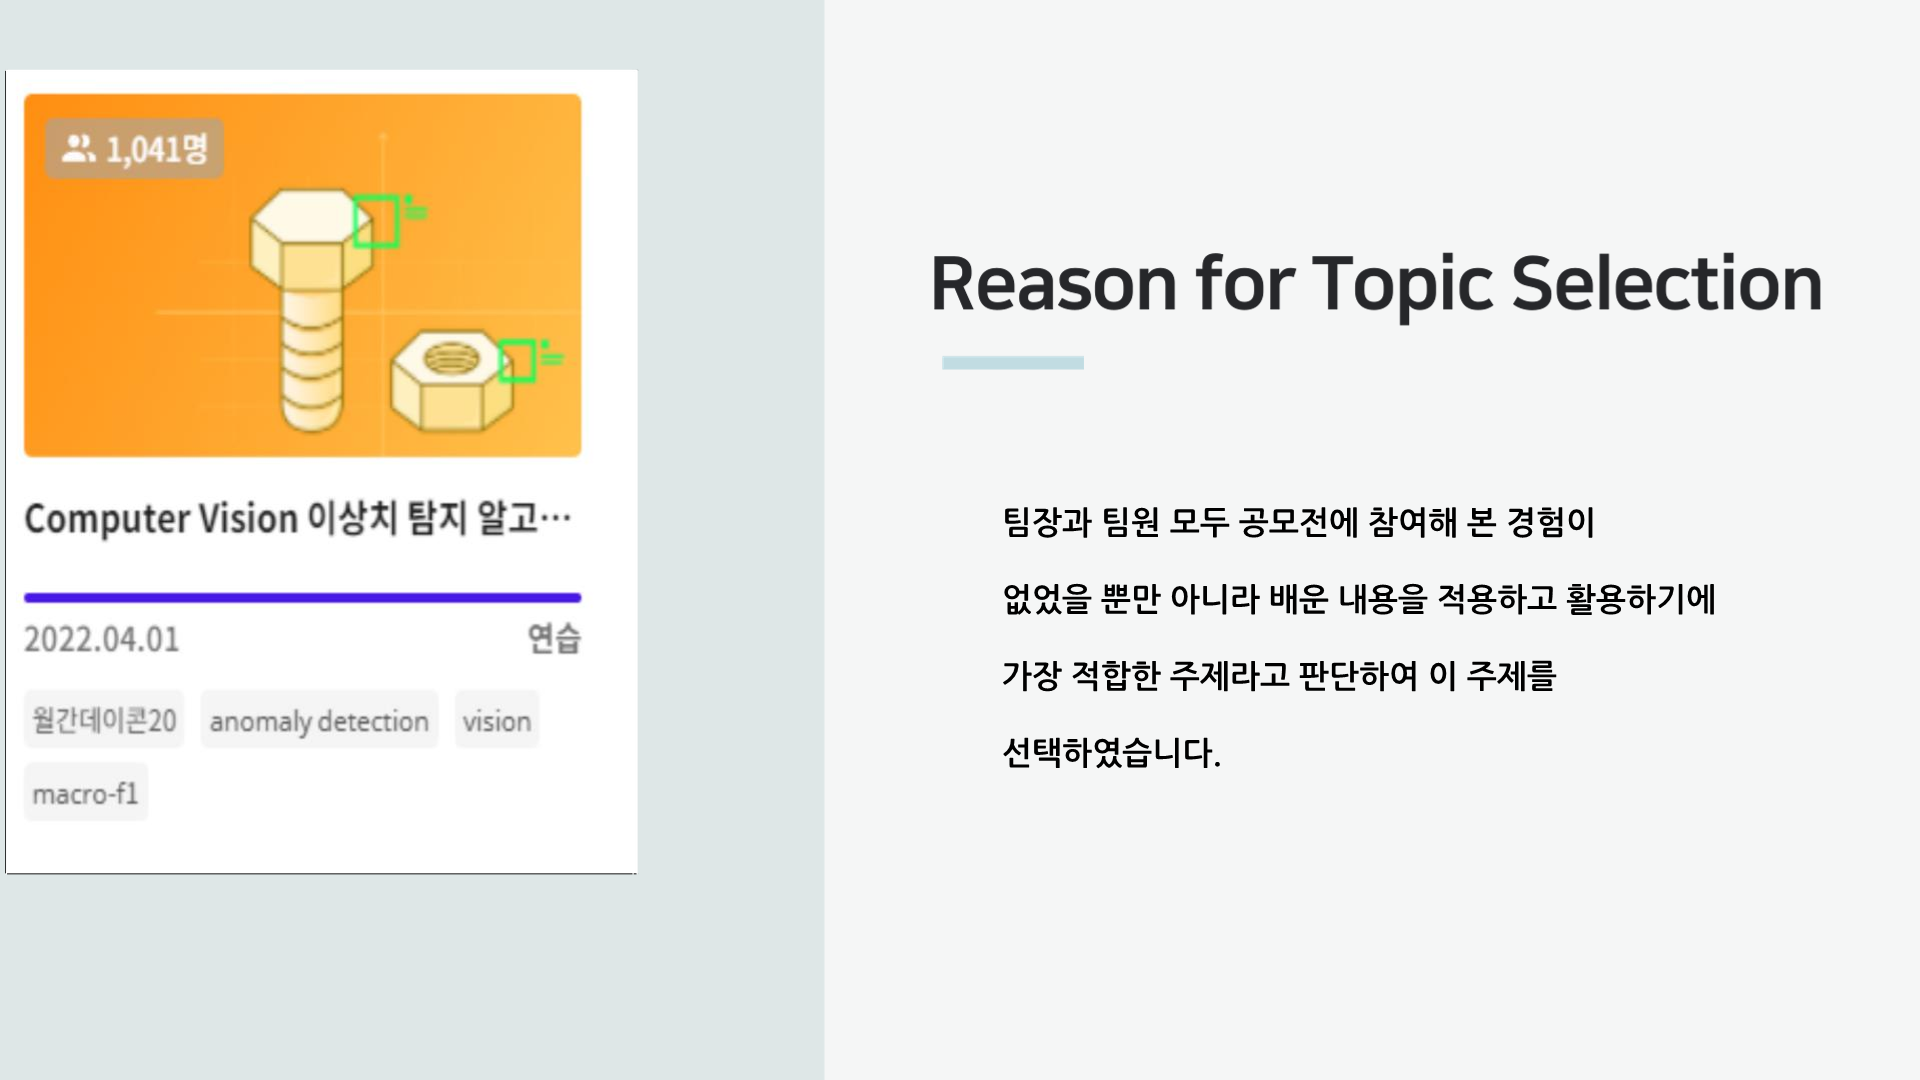 1,041명
Computer Vision 이상치 탐지 알고…
2022.04.01
연습
월간데이콘20
anomaly detection
vision
macro-f1
Reason for Topic Selection
팀장과 팀원 모두 공모전에 참여해 본 경험이
없었을 뿐만 아니라 배운 내용을 적용하고 활용하기에
가장 적합한 주제라고 판단하여 이 주제를
선택하였습니다.